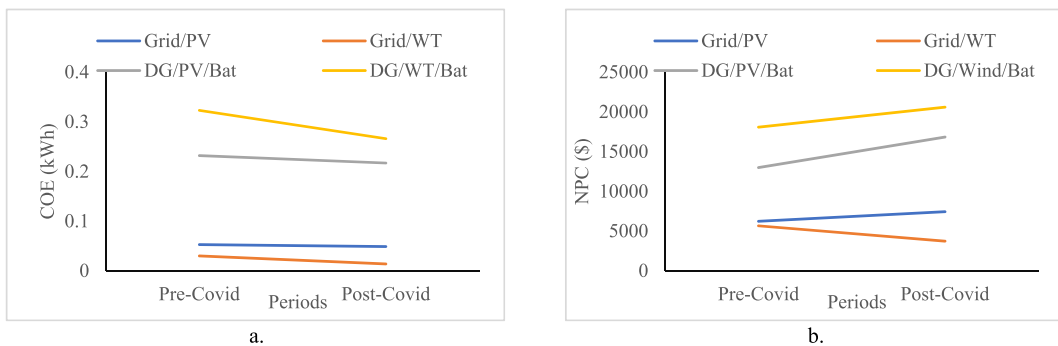 Grid/PV Grid/WT
DG/PV/Bat DG/WT/Bat
0.4
0.3
0.2
0.1
0
COE (kWh)
Pre-Covid Post-Covid
Periods
a.
Grid/PV Grid/WT
DG/PV/Bat DG/Wind/Bat
25000
20000
15000
10000
5000
0
NPC ($)
Pre-Covid Post-Covid
Periods
b.